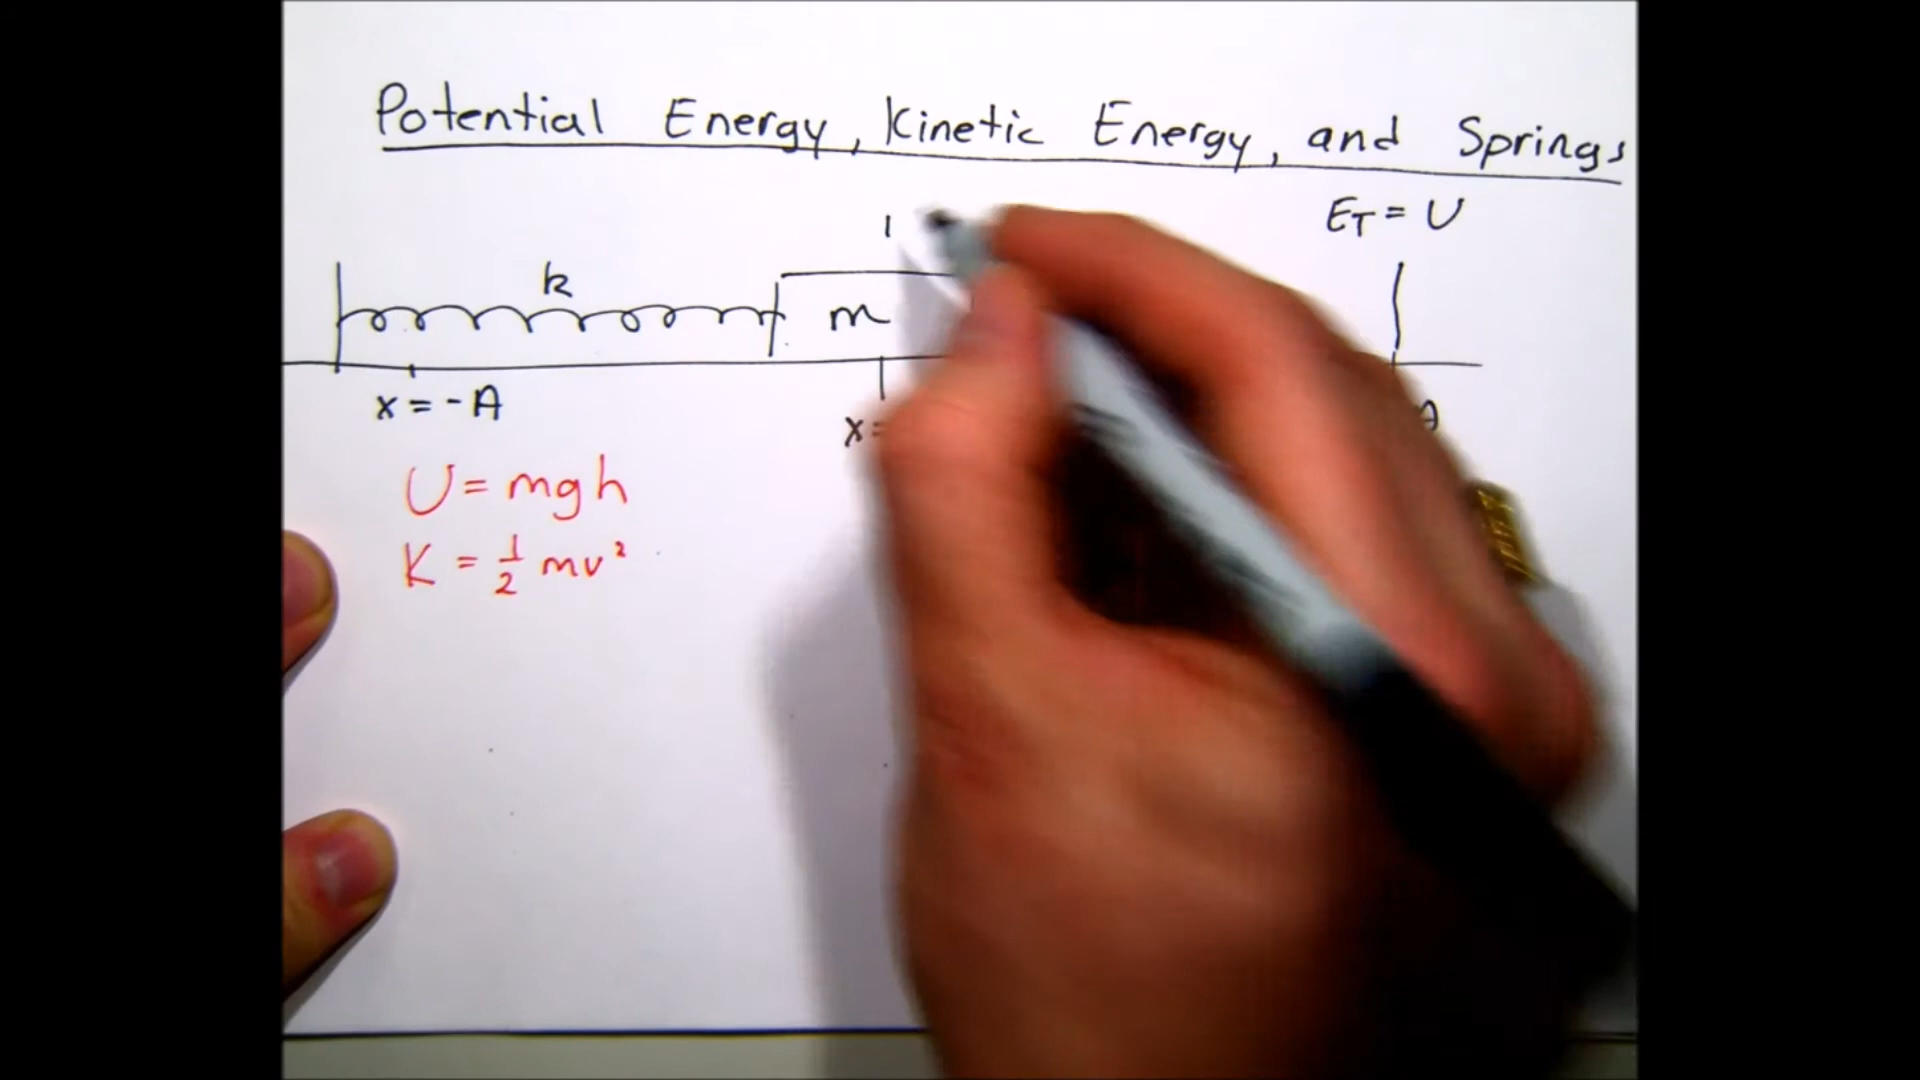 Potential Energy, Kinetic Energy, and Springs
E_T = U
k
m
x = -A
x =
A
U = mgh
K = 1/2 mv²